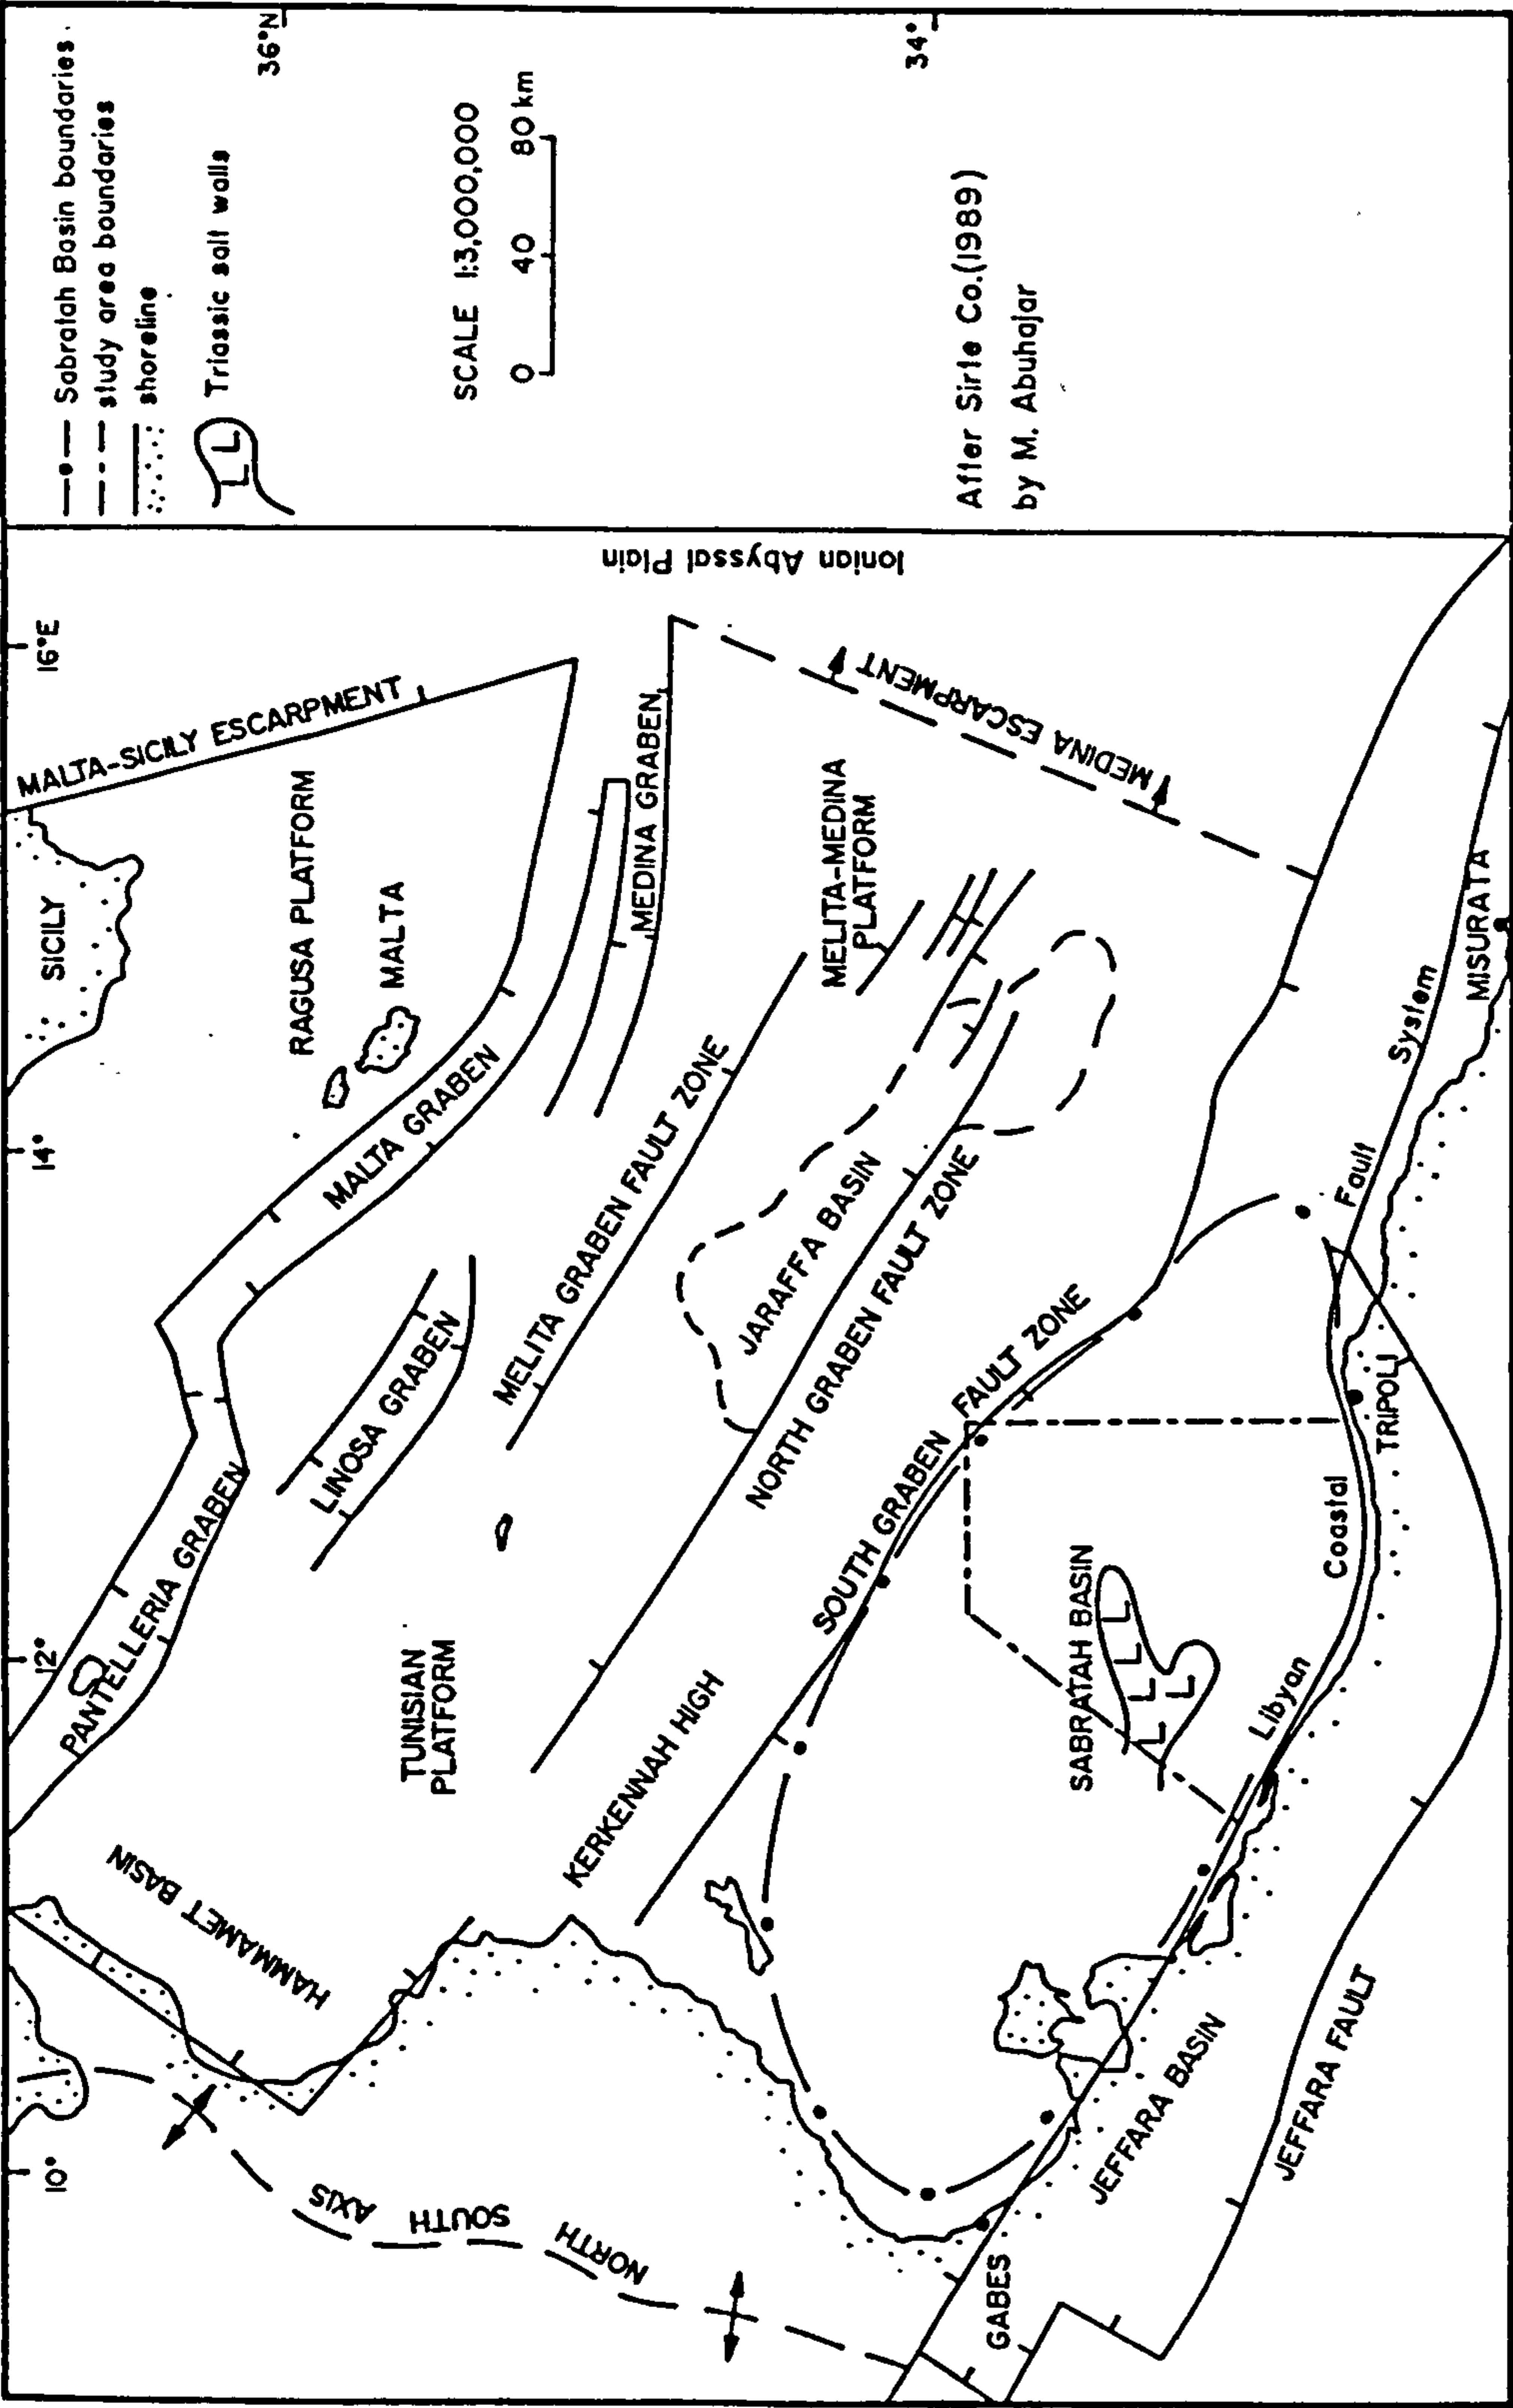 10°
12°
14°
16°E
36°N
34°
SICILY
MALTA-SICILY ESCARPMENT
RAGUSA PLATFORM
MALTA
PANTELLERIA GRABEN
MALTA GRABEN
HAMMAMET BASIN
LINOSA GRABEN
MEDINA GRABEN
Ionian Abyssal Plain
TUNISIAN
PLATFORM
MELITA GRABEN FAULT ZONE
MELITA-MEDINA
PLATFORM
MEDINA ESCARPMENT
NORTH SOUTH AXIS
KERKENNAH HIGH
JARAFFA BASIN
NORTH GRABEN FAULT ZONE
SOUTH GRABEN FAULT ZONE
SABRATAH BASIN
L L L L L L
GABES
JEFFARA BASIN
Libyan Coastal Fault System
TRIPOLI
MISURATA
JEFFARA FAULT
Sabratah Basin boundaries
study area boundaries
shoreline
L L Triassic salt walls
SCALE 1:3,000,000
0 40 80 km
After Sirte Co.(1989)
by M. Abuhajar